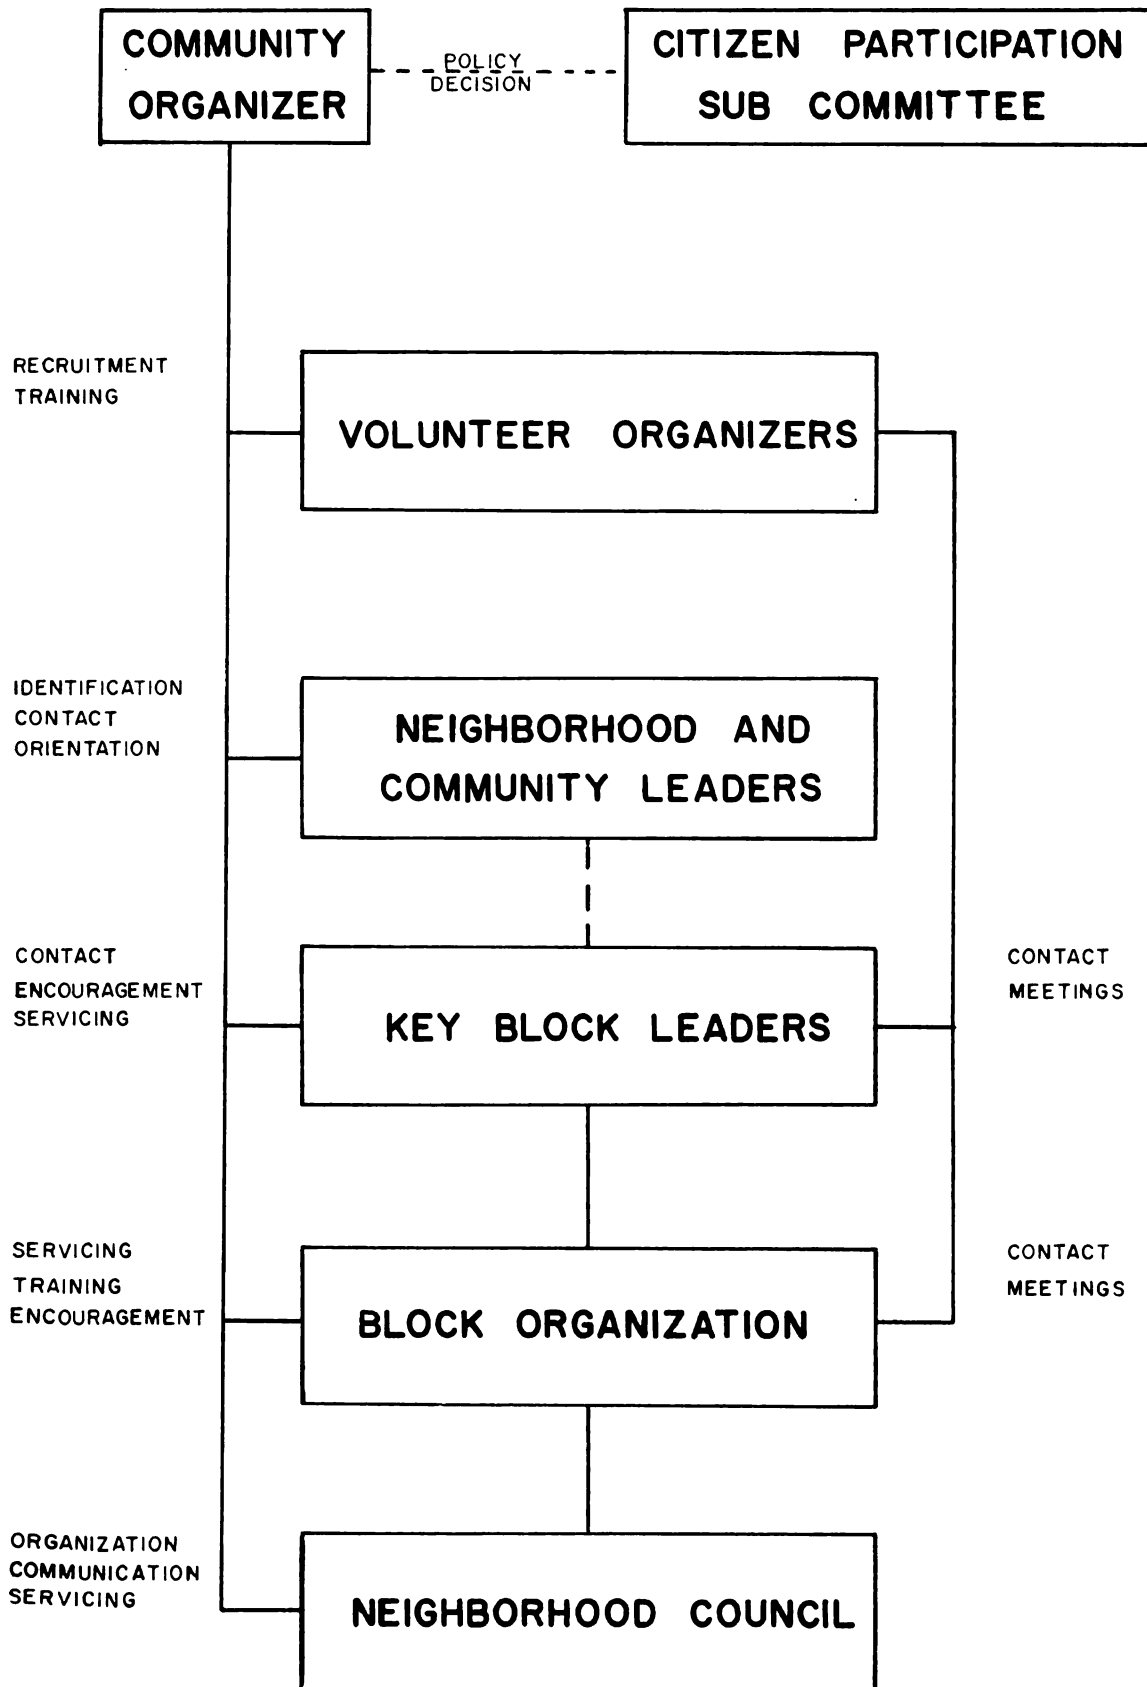 COMMUNITY
ORGANIZER
POLICY
DECISION
CITIZEN PARTICIPATION
SUB COMMITTEE
RECRUITMENT
TRAINING
VOLUNTEER ORGANIZERS
IDENTIFICATION
CONTACT
ORIENTATION
NEIGHBORHOOD AND
COMMUNITY LEADERS
CONTACT
ENCOURAGEMENT
SERVICING
KEY BLOCK LEADERS
CONTACT
MEETINGS
SERVICING
TRAINING
ENCOURAGEMENT
BLOCK ORGANIZATION
CONTACT
MEETINGS
ORGANIZATION
COMMUNICATION
SERVICING
NEIGHBORHOOD COUNCIL